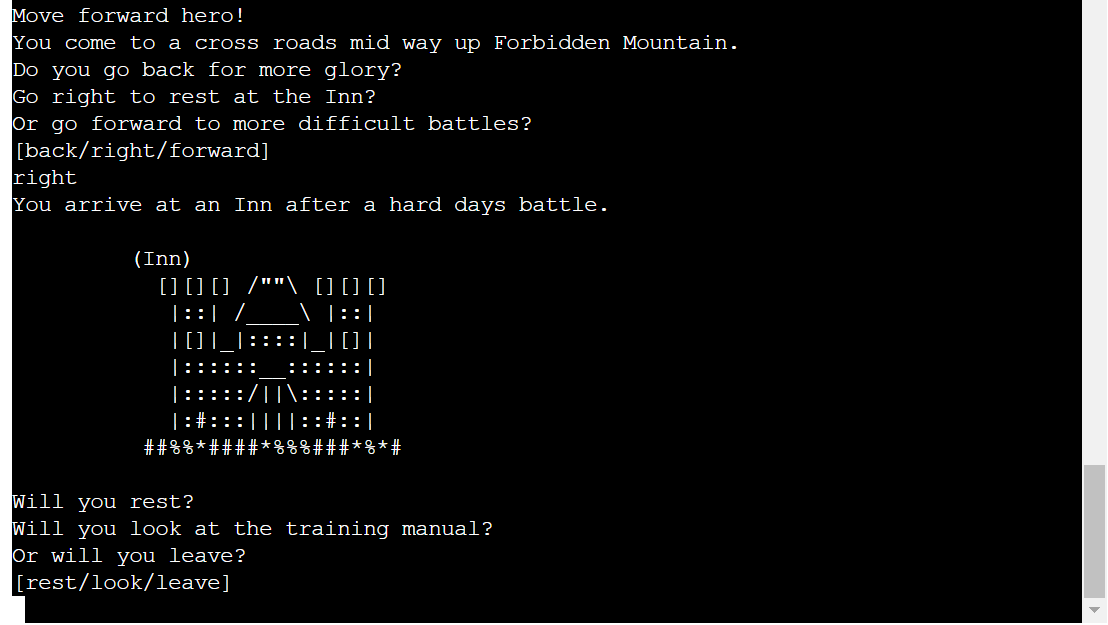 Move forward hero!
You come to a cross roads mid way up Forbidden Mountain.
Do you go back for more glory?
Go right to rest at the Inn?
Or go forward to more difficult battles?
[back/right/forward]
right
You arrive at an Inn after a hard days battle.

         (Inn)
           [][][] /""\ [][][]
            |::| /____\ |::|
            |[]|_|::::|_|[]|
            |::::::__::::::|
            |:::::/||\:::::|
            |:#:::||||::#::|
          ##%%*####*%%%###*%*#

Will you rest?
Will you look at the training manual?
Or will you leave?
[rest/look/leave]